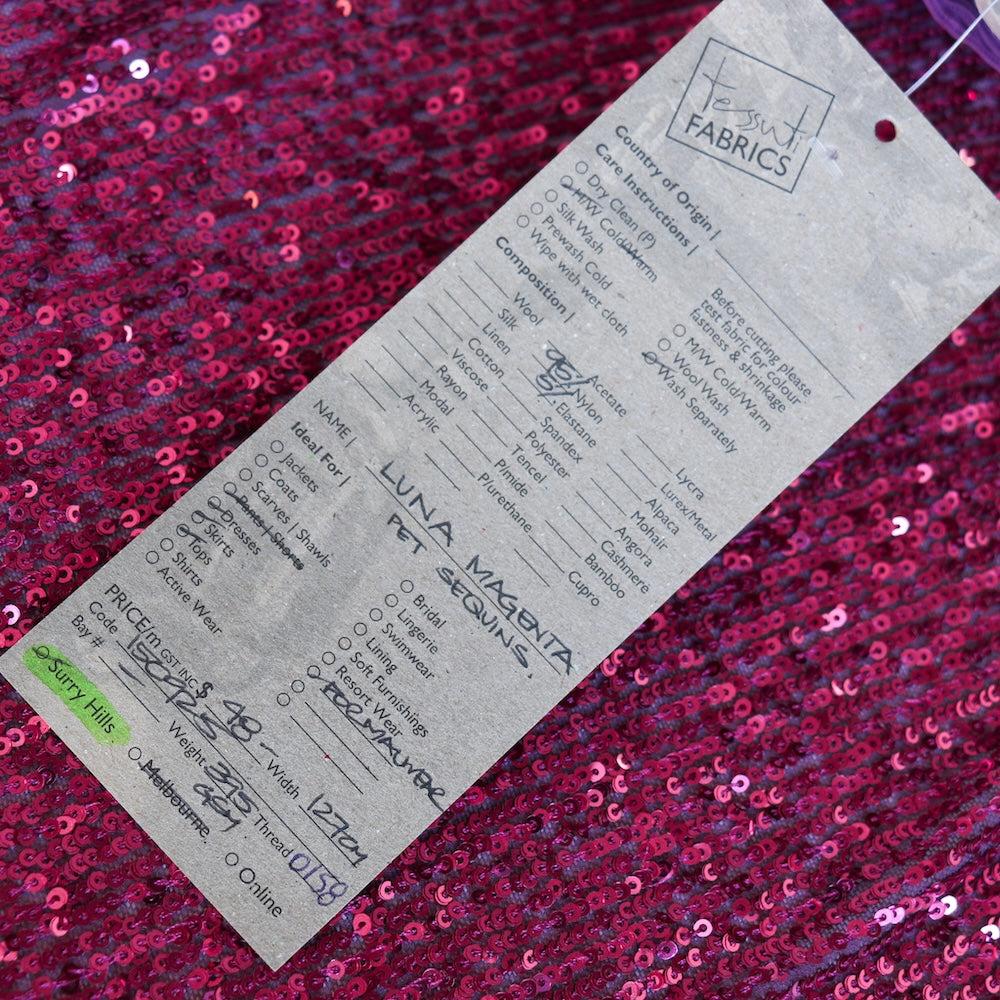 tessuti
FABRICS
Country of Origin |
Care Instructions |
Dry Clean (P)
M/W Cold/Warm
Silk Wash
Prewash Cold
Wipe with wet cloth
Before cutting please
test fabric for colour
fastness & shrinkage
M/W Cold/Warm
Wool Wash
Wash Separately
Composition |
Wool
Silk
Linen
Cotton
Viscose
Rayon
Modal
Acrylic
Acetate
Nylon
Elastane
Spandex
Polyester
Tencel
Pimide
Plurethane
Lycra
Lurex/Metal
Alpaca
Mohair
Angora
Cashmere
Bamboo
Cupro
NAME | LUNA MAGENTA
PET SEQUINS.
Ideal For |
Jackets
Coats
Scarves | Shawls
Pants | Shorts
Dresses
Skirts
Tops
Shirts
Active Wear
Bridal
Lingerie
Swimwear
Lining
Soft Furnishings
Resort Wear
FORMALWEAR
PRICE/m GST INC $ 48- Width 127cm
Code 150925 Weight 395 GSM Thread 0158
Bay #
Surry Hills
Melbourne
Online